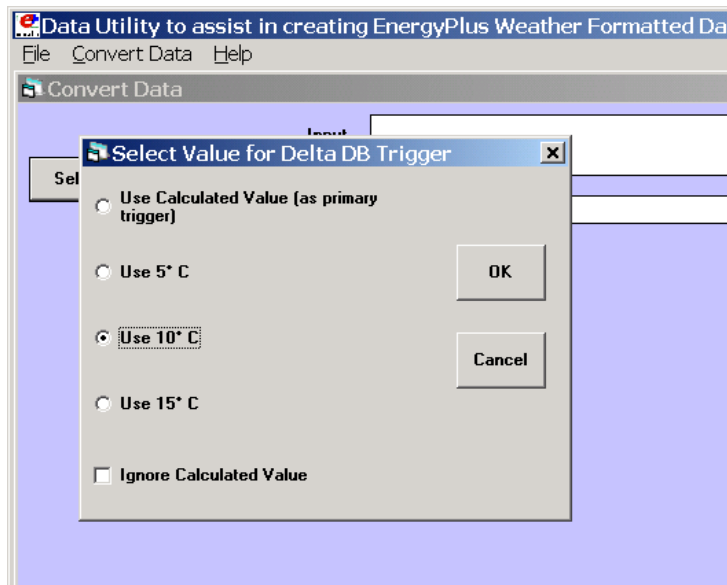 Data Utility to assist in creating EnergyPlus Weather Formatted Da
File Convert Data Help
Convert Data
Input
Select Value for Delta DB Trigger
Sel
Use Calculated Value (as primary
trigger)
Use 5° C
OK
Use 10° C
Cancel
Use 15° C
Ignore Calculated Value